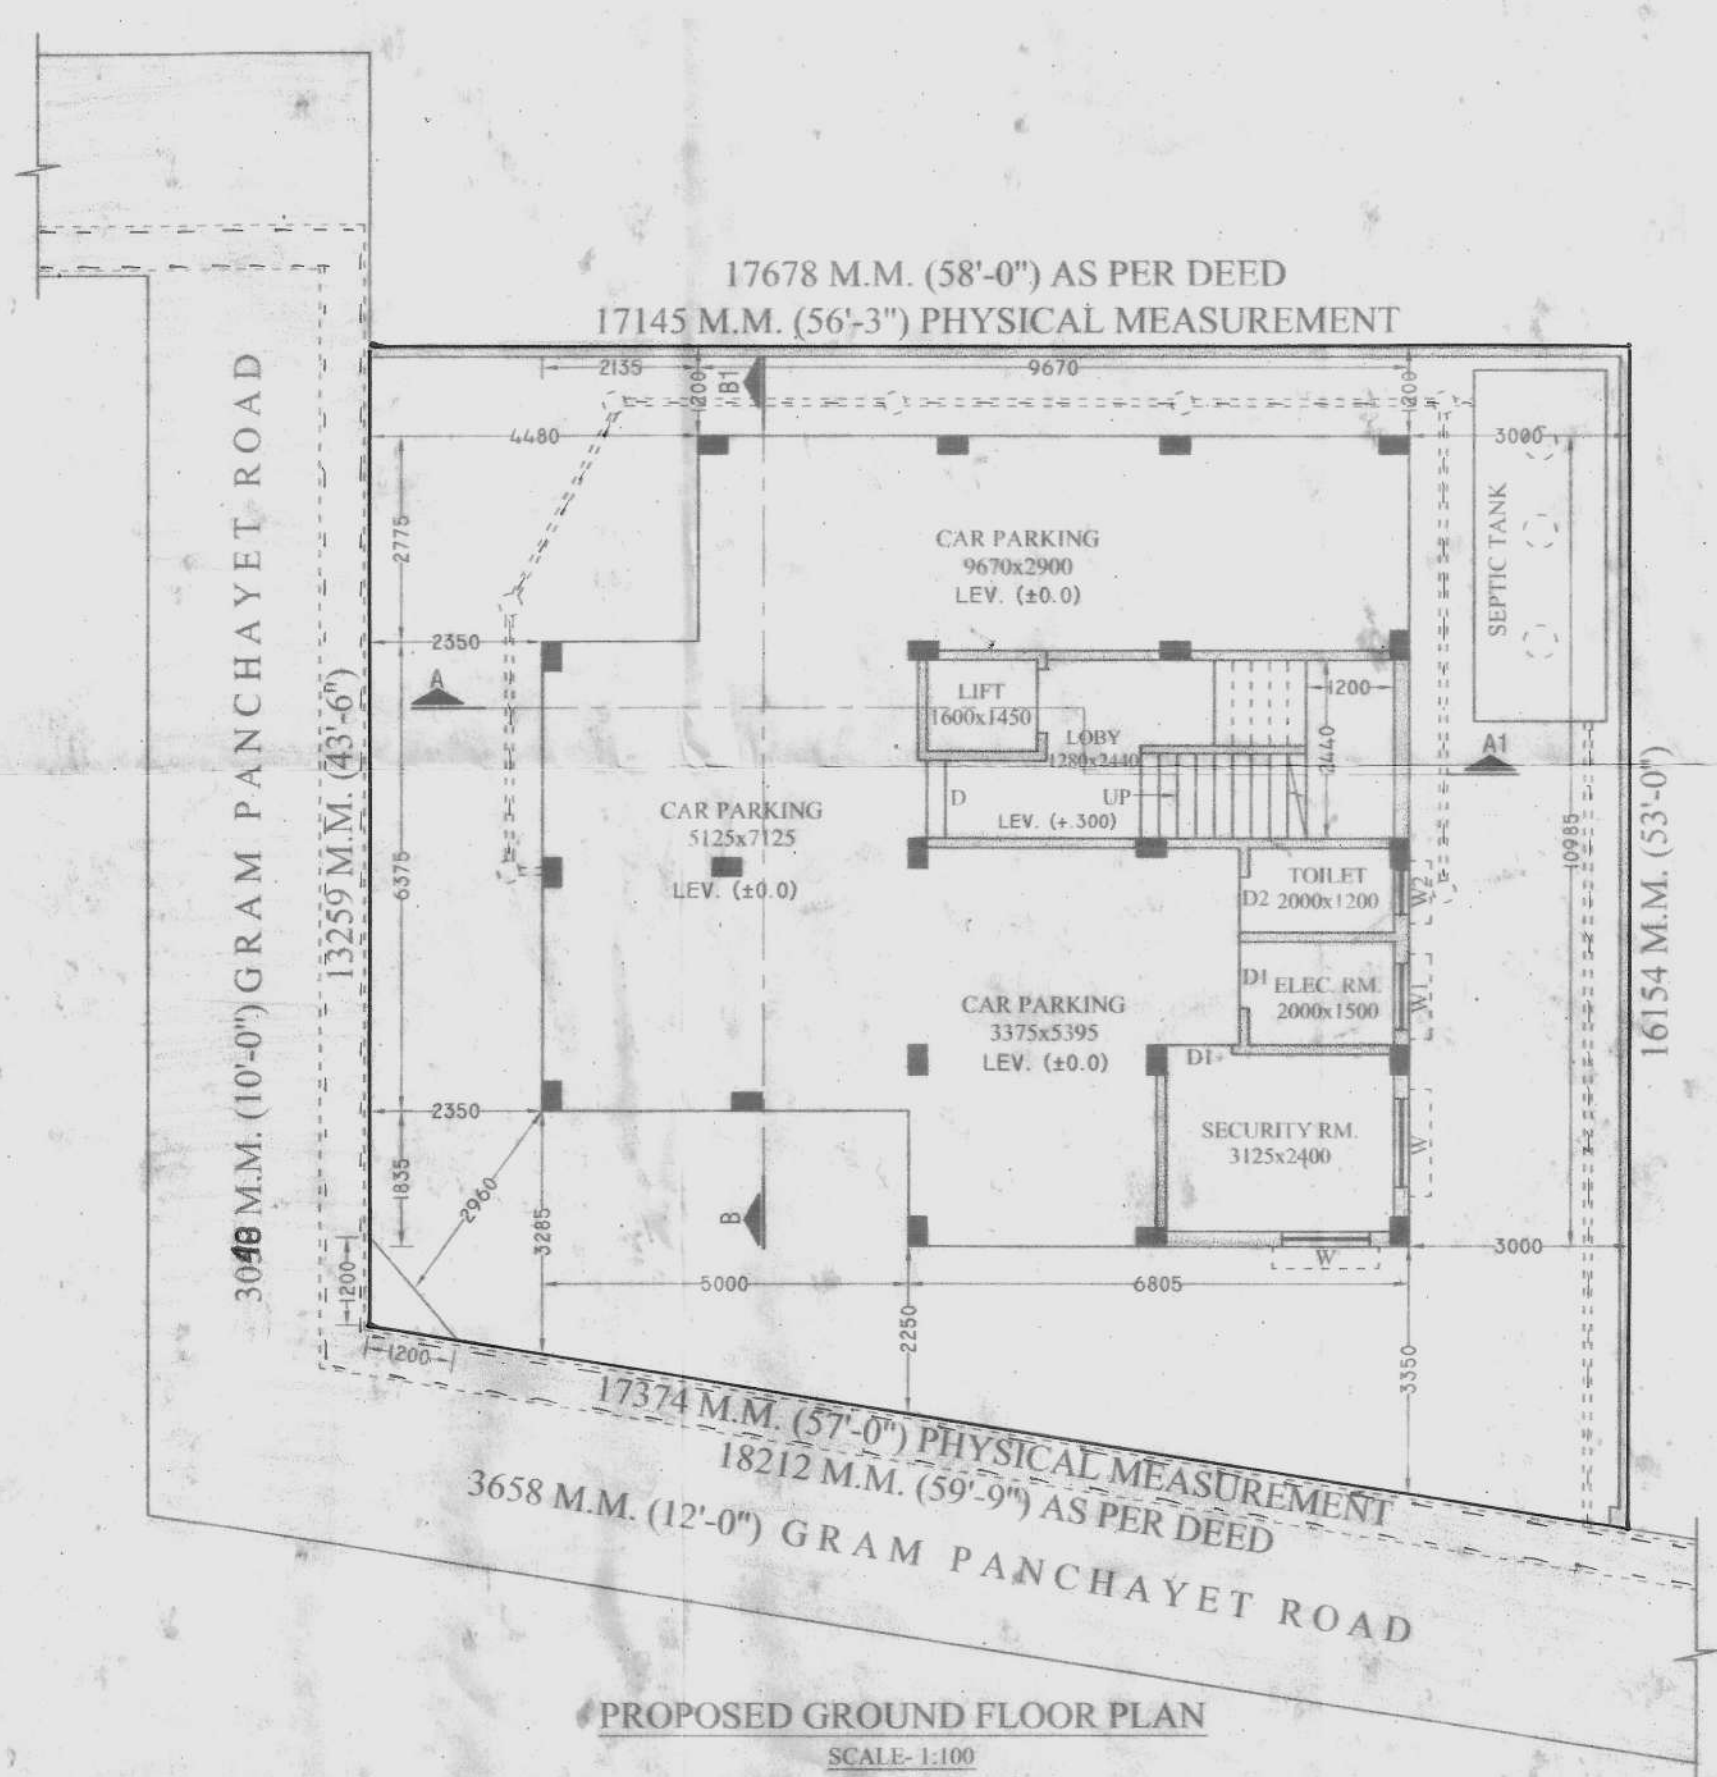 17678 M.M. (58'-0") AS PER DEED
17145 M.M. (56'-3") PHYSICAL MEASUREMENT
2135
1200
B1
9670
1200
4480
3000
2775
CAR PARKING
9670x2900
LEV. (±0.0)
SEPTIC TANK
2350
A
LIFT
1600x1450
1200
LOBY
1280x2440
2440
A1
D
UP
LEV. (+.300)
CAR PARKING
5125x7125
LEV. (±0.0)
6375
10985
TOILET
D2 2000x1200
W2
D1 ELEC. RM.
2000x1500
W1
CAR PARKING
3375x5395
LEV. (±0.0)
D1
SECURITY RM.
3125x2400
W
2350
1835
2960
3285
B
W
3000
1200
5000
6805
2250
3350
1200
13259 M.M. (43'-6")
16154 M.M. (53'-0")
M.M. (10'-0") GRAM PANCHAYET ROAD
17374 M.M. (57'-0") PHYSICAL MEASUREMENT
18212 M.M. (59'-9") AS PER DEED
3658 M.M. (12'-0") GRAM PANCHAYET ROAD
PROPOSED GROUND FLOOR PLAN
SCALE- 1:100